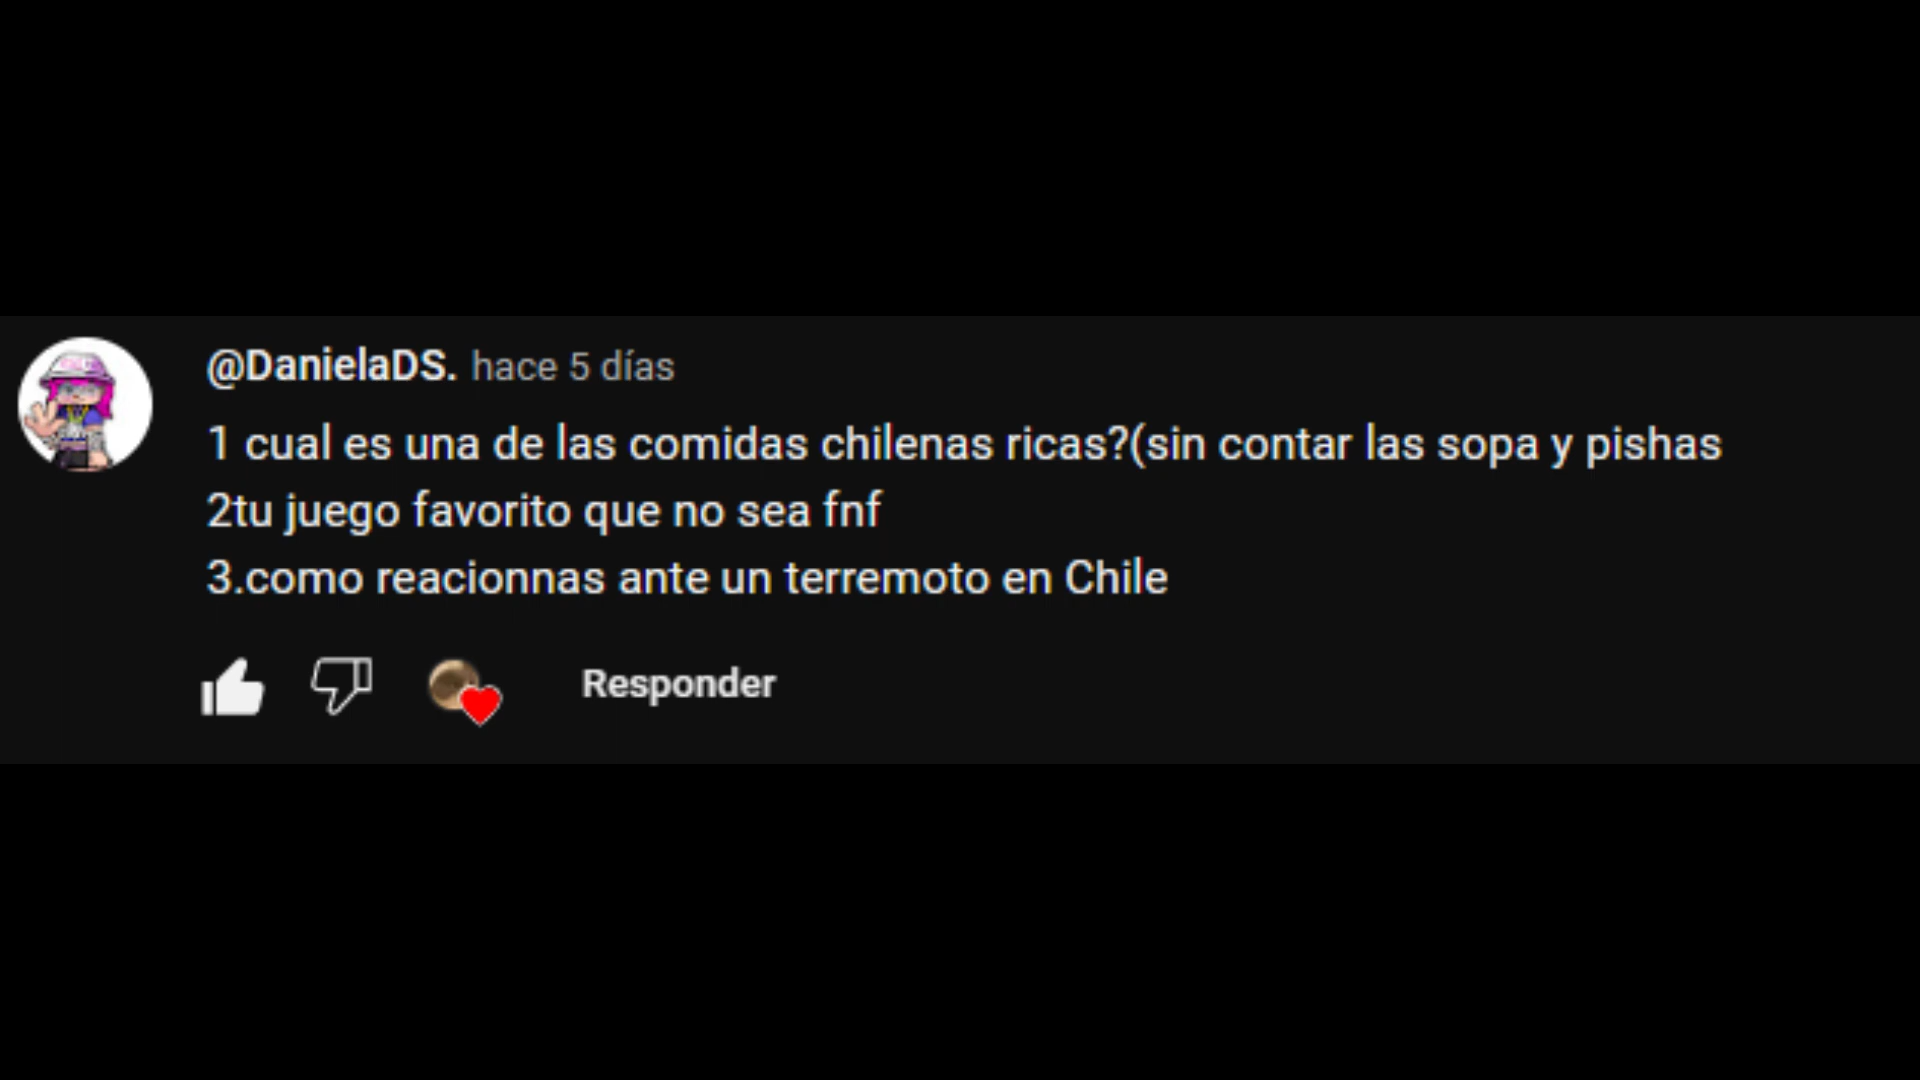 @DanielaDS. hace 5 días
1 cual es una de las comidas chilenas ricas?(sin contar las sopa y pishas
2tu juego favorito que no sea fnf
3.como reacionnas ante un terremoto en Chile
Responder